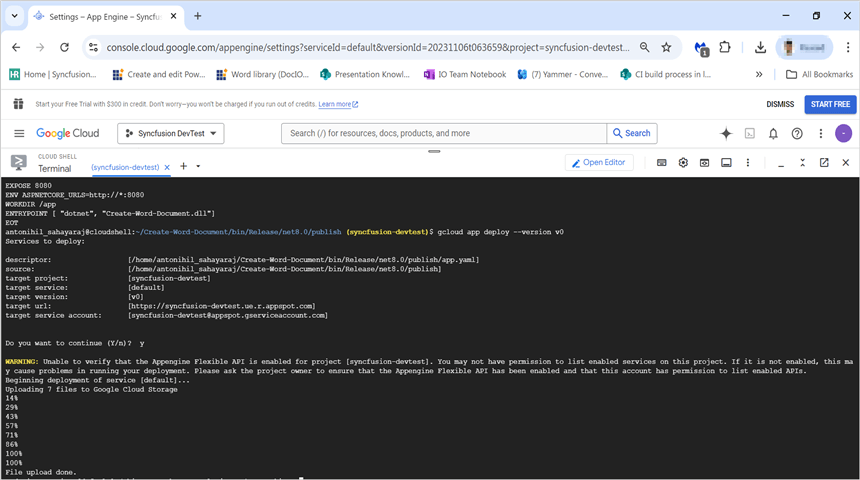 Settings – App Engine – Syncfus
console.cloud.google.com/appengine/settings?serviceId=default&versionId=20231106t063659&project=syncfusion-devtest...
1
Home | Syncfusion...
Create and edit Pow...
Word library (DocIO...
Presentation Knowl...
IO Team Notebook
(7) Yammer - Conve...
CI build process in l...
All Bookmarks
Start your Free Trial with $300 in credit. Don't worry—you won't be charged if you run out of credits. Learn more
DISMISS
START FREE
Google Cloud
Syncfusion DevTest
Search (/) for resources, docs, products, and more
Search
CLOUD SHELL
Terminal
(syncfusion-devtest)
Open Editor
EXPOSE 8080
ENV ASPNETCORE_URLS=http://*:8080
WORKDIR /app
ENTRYPOINT [ "dotnet", "Create-Word-Document.dll"]
EOT
antonihil_sahayaraj@cloudshell:~/Create-Word-Document/bin/Release/net8.0/publish (syncfusion-devtest)$ gcloud app deploy --version v0
Services to deploy:
descriptor: [/home/antonihil_sahayaraj/Create-Word-Document/bin/Release/net8.0/publish/app.yaml]
source: [/home/antonihil_sahayaraj/Create-Word-Document/bin/Release/net8.0/publish]
target project: [syncfusion-devtest]
target service: [default]
target version: [v0]
target url: [https://syncfusion-devtest.ue.r.appspot.com]
target service account: [syncfusion-devtest@appspot.gserviceaccount.com]
Do you want to continue (Y/n)? y
WARNING: Unable to verify that the Appengine Flexible API is enabled for project [syncfusion-devtest]. You may not have permission to list enabled services on this project. If it is not enabled, this ma
y cause problems in running your deployment. Please ask the project owner to ensure that the Appengine Flexible API has been enabled and that this account has permission to list enabled APIs.
Beginning deployment of service [default]...
Uploading 7 files to Google Cloud Storage
14%
29%
43%
57%
71%
86%
100%
100%
File upload done.